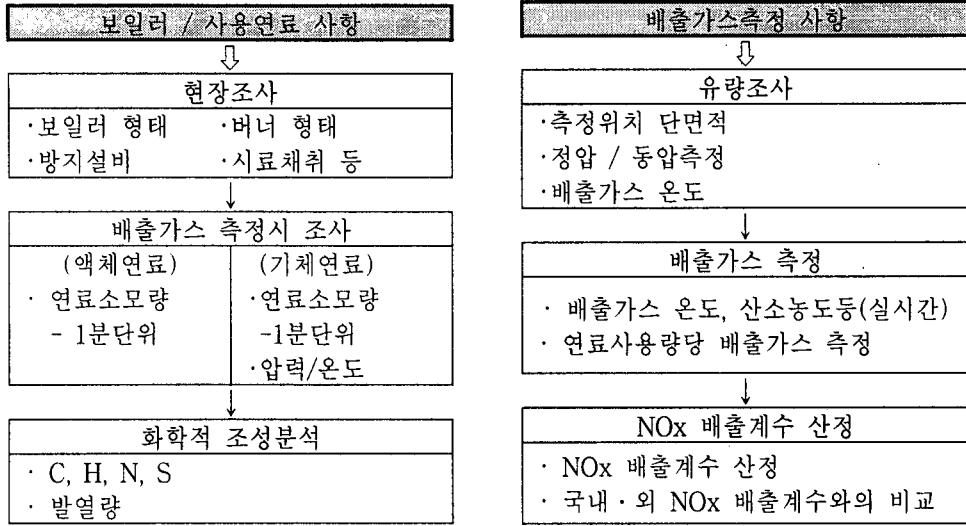 보일러 / 사용연료 사항
현장조사
·보일러 형태 ·버너 형태
·방지설비 ·시료채취 등
배출가스 측정시 조사
(액체연료)
· 연료소모량
- 1분단위
(기체연료)
·연료소모량
-1분단위
·압력/온도
화학적 조성분석
· C, H, N, S
· 발열량
배출가스측정 사항
유량조사
·측정위치 단면적
·정압 / 동압측정
·배출가스 온도
배출가스 측정
· 배출가스 온도, 산소농도등(실시간)
· 연료사용량당 배출가스 측정
NOx 배출계수 산정
· NOx 배출계수 산정
· 국내·외 NOx 배출계수와의 비교